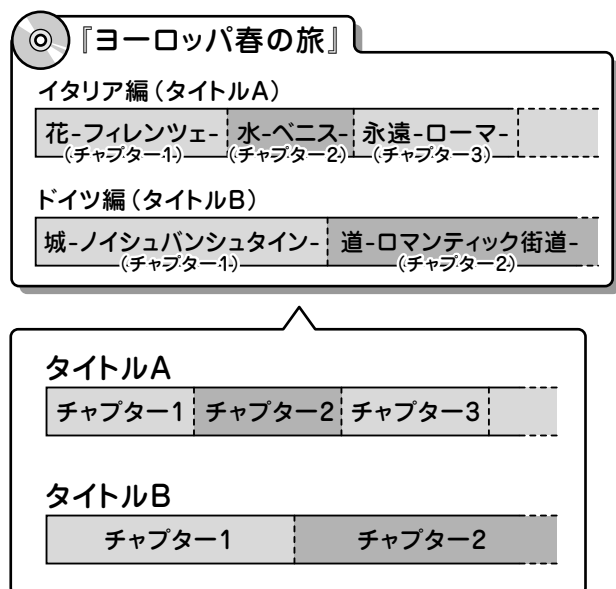 『ヨーロッパ春の旅』
イタリア編（タイトルA）
花-フィレンツェ- 水-ベニス- 永遠-ローマ-
（チャプター1） （チャプター2） （チャプター3）
ドイツ編（タイトルB）
城-ノイシュバンシュタイン- 道-ロマンティック街道-
（チャプター1） （チャプター2）
タイトルA
チャプター1 チャプター2 チャプター3
タイトルB
チャプター1 チャプター2